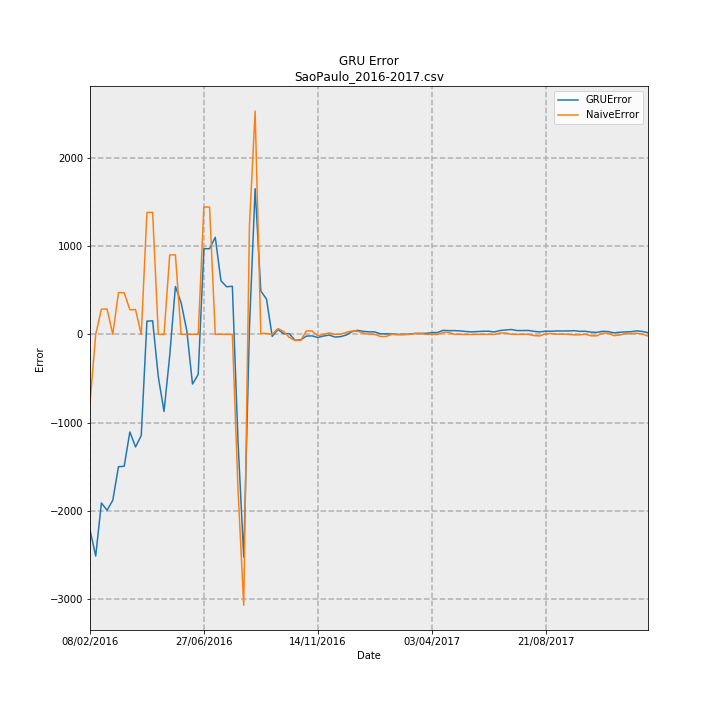 GRU Error
SaoPaulo_2016-2017.csv
GRUError
NaiveError
2000
1000
0
−1000
−2000
−3000
Error
08/02/2016 27/06/2016 14/11/2016 03/04/2017 21/08/2017
Date